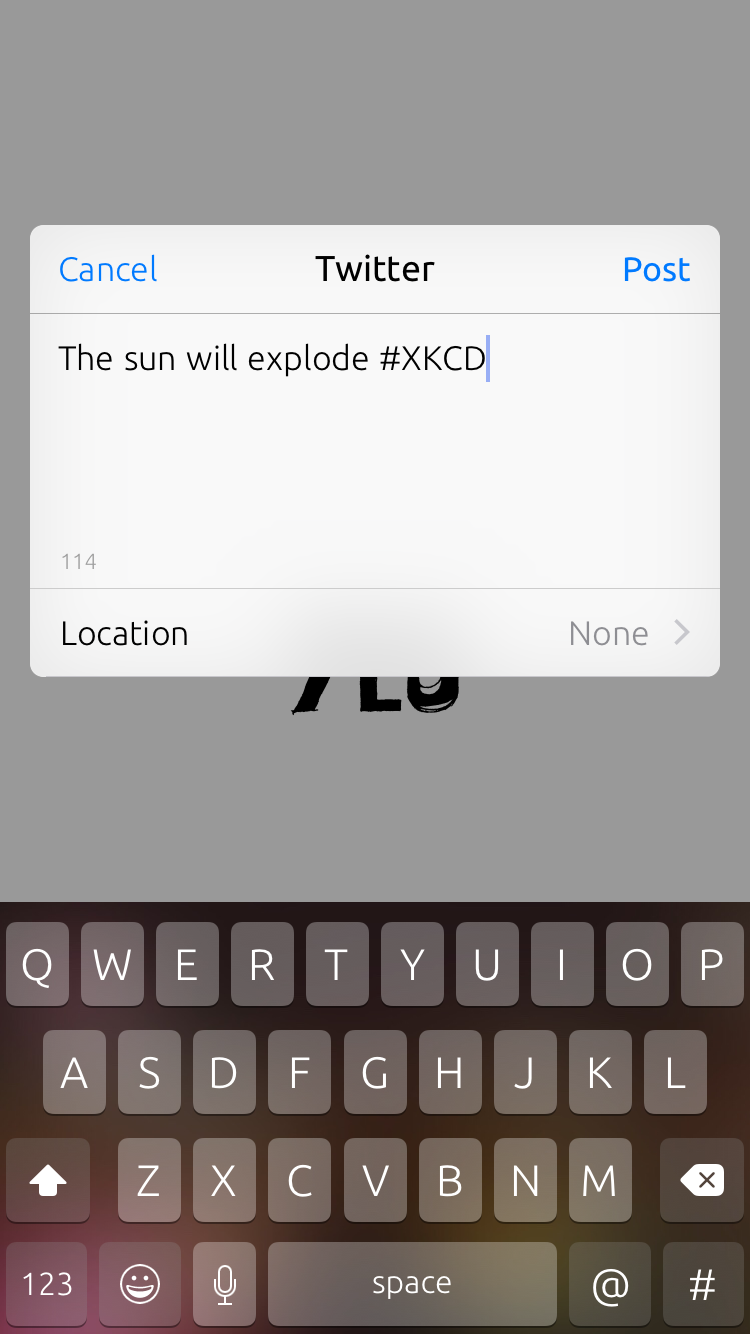 Cancel Twitter Post
The sun will explode #XKCD
114
Location None
Q W E R T Y U I O P
A S D F G H J K L
Z X C V B N M
123 space @ #